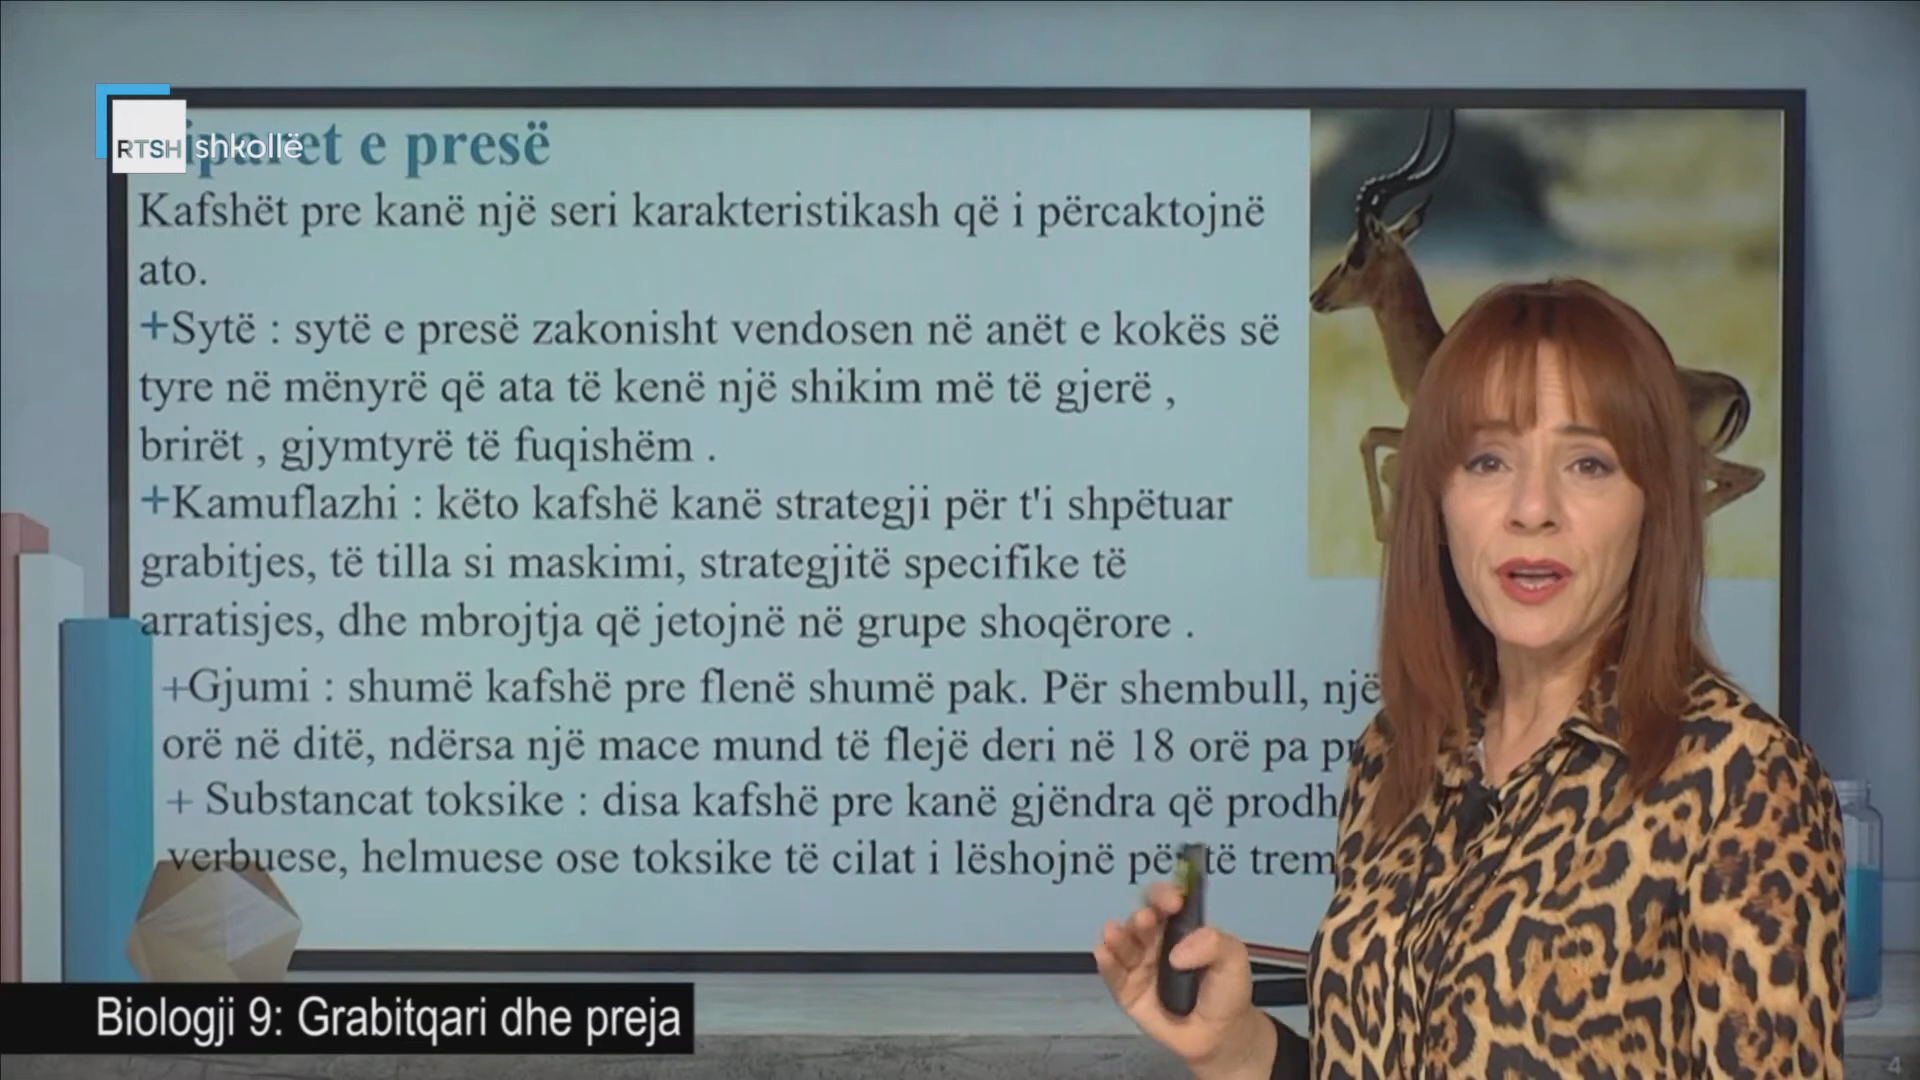 RTSH shkollë
e presë
Kafshët pre kanë një seri karakteristikash që i përcaktojnë
ato.
+Sytë : sytë e presë zakonisht vendosen në anët e kokës së
tyre në mënyrë që ata të kenë një shikim më të gjerë ,
brirët , gjymtyrë të fuqishëm .
+Kamuflazhi : këto kafshë kanë strategji për t'i shpëtuar
grabitjes, të tilla si maskimi, strategjitë specifike të
arratisjes, dhe mbrojtja që jetojnë në grupe shoqërore .
+Gjumi : shumë kafshë pre flenë shumë pak. Për shembull, një
orë në ditë, ndërsa një mace mund të flejë deri në 18 orë pa
+ Substancat toksike : disa kafshë pre kanë gjëndra që
verbuese, helmuese ose toksike të cilat i lëshojnë për të
Biologji 9: Grabitqari dhe preja
4